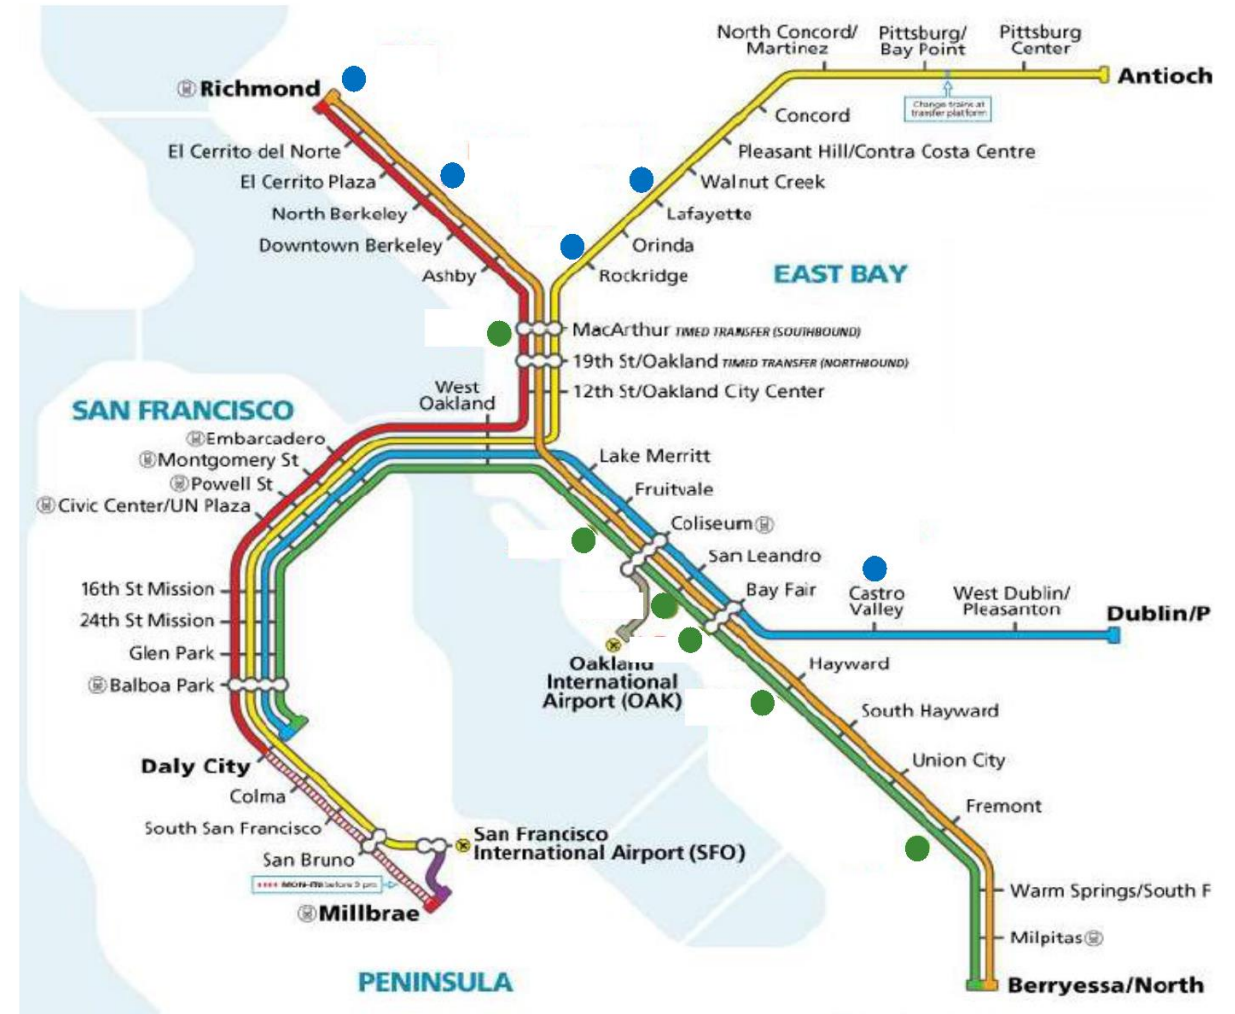 North Concord/
Martinez
Pittsburg/
Bay Point
Pittsburg
Center
Antioch
Change trains at
transfer platform
Richmond
Concord
El Cerrito del Norte
Pleasant Hill/Contra Costa Centre
El Cerrito Plaza
Walnut Creek
North Berkeley
Lafayette
Downtown Berkeley
Orinda
Ashby
Rockridge
EAST BAY
MacArthur TIMED TRANSFER (SOUTHBOUND)
19th St/Oakland TIMED TRANSFER (NORTHBOUND)
12th St/Oakland City Center
West
Oakland
SAN FRANCISCO
Embarcadero
Montgomery St
Powell St
Civic Center/UN Plaza
Lake Merritt
Fruitvale
Coliseum
San Leandro
Bay Fair
Castro
Valley
West Dublin/
Pleasanton
Dublin/P
16th St Mission
24th St Mission
Glen Park
Balboa Park
Oakland
International
Airport (OAK)
Hayward
South Hayward
Union City
Fremont
Daly City
Colma
South San Francisco
San Bruno
San Francisco
International Airport (SFO)
MON-FRI before 9 pm
Millbrae
Warm Springs/South F
Milpitas
Berryessa/North
PENINSULA